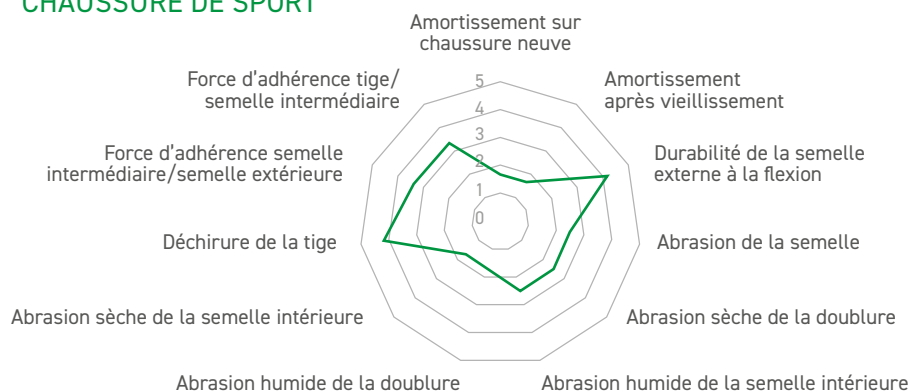 CHAUSSURE DE SPORT
Amortissement sur
chaussure neuve
Force d'adhérence tige/
semelle intermédiaire
Amortissement
après vieillissement
Force d'adhérence semelle
intermédiaire/semelle extérieure
Durabilité de la semelle
externe à la flexion
Déchirure de la tige
Abrasion de la semelle
Abrasion sèche de la semelle intérieure
Abrasion sèche de la doublure
Abrasion humide de la doublure
Abrasion humide de la semelle intérieure
5
4
3
2
1
0